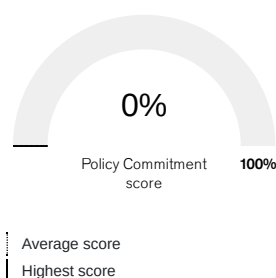 0%
Policy Commitment 100%
score
Average score
Highest score